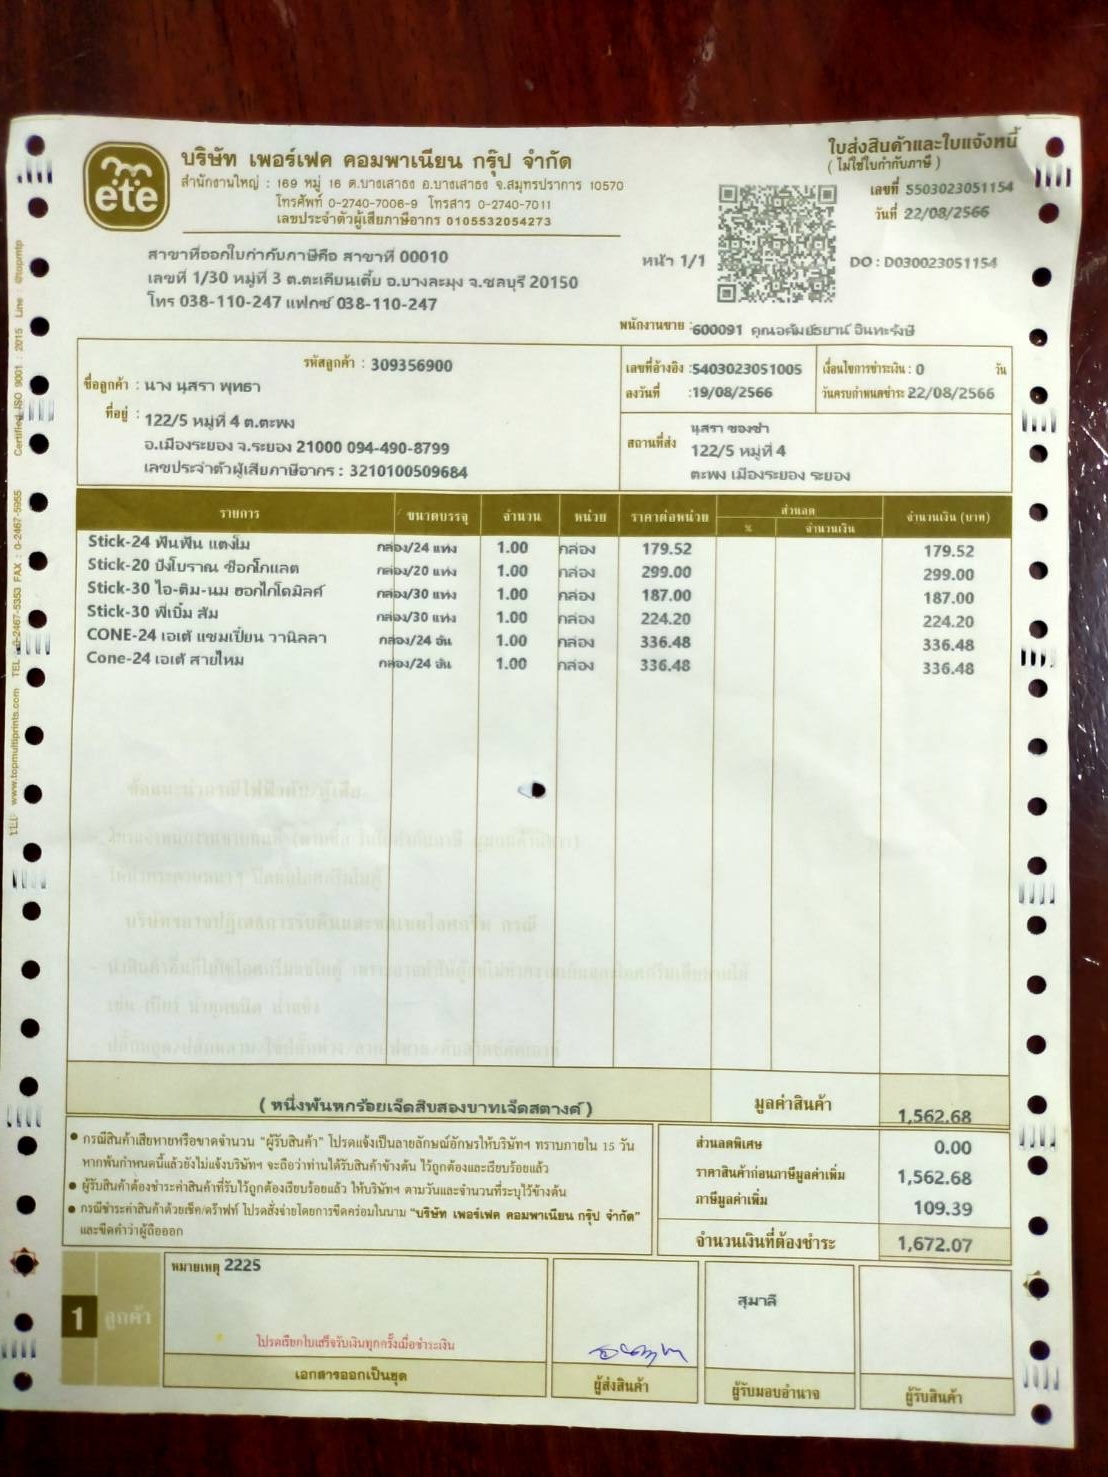 ete
บริษัท เพอร์เฟค คอมพาเนียน กรุ๊ป จำกัด
สำนักงานใหญ่ : 169 หมู่ 16 ต.บางเสาธง อ.บางเสาธง จ.สมุทรปราการ 10570
โทรศัพท์ 0-2740-7006-9 โทรสาร 0-2740-7011
เลขประจำตัวผู้เสียภาษีอากร 0105532054273
ใบส่งสินค้าและใบแจ้งหนี้
( ไม่ใช่ใบกำกับภาษี )
เลขที่ 5503023051154
วันที่ 22/08/2566
สาขาที่ออกใบกำกับภาษีคือ สาขาที่ 00010
เลขที่ 1/30 หมู่ที่ 3 ต.ตะเคียนเตี้ย อ.บางละมุง จ.ชลบุรี 20150
โทร 038-110-247 แฟกซ์ 038-110-247
หน้า 1/1
DO : D030023051154
พนักงานขาย : 600091 คุณอคัมย์รยาน์ อินทะรังษี
รหัสลูกค้า : 309356900
ชื่อลูกค้า : นาง นุสรา พุทธา
ที่อยู่ : 122/5 หมู่ที่ 4 ต.ตะพง
อ.เมืองระยอง จ.ระยอง 21000 094-490-8799
เลขประจำตัวผู้เสียภาษีอากร : 3210100509684
เลขที่อ้างอิง :5403023051005
ลงวันที่ :19/08/2566
เงื่อนไขการชำระเงิน : 0 วัน
วันครบกำหนดชำระ 22/08/2566
สถานที่ส่ง
นุสรา ของชำ
122/5 หมู่ที่ 4
ตะพง เมืองระยอง ระยอง
รายการ ขนาดบรรจุ จำนวน หน่วย ราคาต่อหน่วย ส่วนลด จำนวนเงิน (บาท)
% จำนวนเงิน
Stick-24 ฟันฟัน แตงโม กล่อง/24 แท่ง 1.00 กล่อง 179.52 179.52
Stick-20 ปังโบราณ ช็อกโกแลต กล่อง/20 แท่ง 1.00 กล่อง 299.00 299.00
Stick-30 ไอ-ติม-นม ฮอกไกโดมิลค์ กล่อง/30 แท่ง 1.00 กล่อง 187.00 187.00
Stick-30 พีเบิ้ม ส้ม กล่อง/30 แท่ง 1.00 กล่อง 224.20 224.20
CONE-24 เอเต้ แชมเปี้ยน วานิลลา กล่อง/24 อัน 1.00 กล่อง 336.48 336.48
Cone-24 เอเต้ สายไหม กล่อง/24 อัน 1.00 กล่อง 336.48 336.48
( หนึ่งพันหกร้อยเจ็ดสิบสองบาทเจ็ดสตางค์ )
มูลค่าสินค้า 1,562.68
ส่วนลดพิเศษ 0.00
ราคาสินค้าก่อนภาษีมูลค่าเพิ่ม 1,562.68
ภาษีมูลค่าเพิ่ม 109.39
จำนวนเงินที่ต้องชำระ 1,672.07
• กรณีสินค้าเสียหายหรือขาดจำนวน "ผู้รับสินค้า" โปรดแจ้งเป็นลายลักษณ์อักษรให้บริษัทฯ ทราบภายใน 15 วัน
หากพ้นกำหนดนี้แล้วยังไม่แจ้งบริษัทฯ จะถือว่าท่านได้รับสินค้าข้างต้น ไว้ถูกต้องและเรียบร้อยแล้ว
• ผู้รับสินค้าต้องชำระค่าสินค้าที่รับไว้ถูกต้องเรียบร้อยแล้ว ให้บริษัทฯ ตามวันและจำนวนที่ระบุไว้ข้างต้น
• กรณีชำระค่าสินค้าด้วยเช็ค/ดร๊าฟท์ โปรดสั่งจ่ายโดยการขีดคร่อมในนาม "บริษัท เพอร์เฟค คอมพาเนียน กรุ๊ป จำกัด"
และขีดคำว่าผู้ถือออก
1 ลูกค้า
หมายเหตุ 2225
โปรดเรียกใบเสร็จรับเงินทุกครั้งเมื่อชำระเงิน
เอกสารออกเป็นชุด
ผู้ส่งสินค้า
สุมาลี
ผู้รับมอบอำนาจ
ผู้รับสินค้า
www.topmultiprints.com TEL : 0-2467-5353 FAX : 0-2467-5955 Certified ISO 9001 : 2015 Line : @topmtp